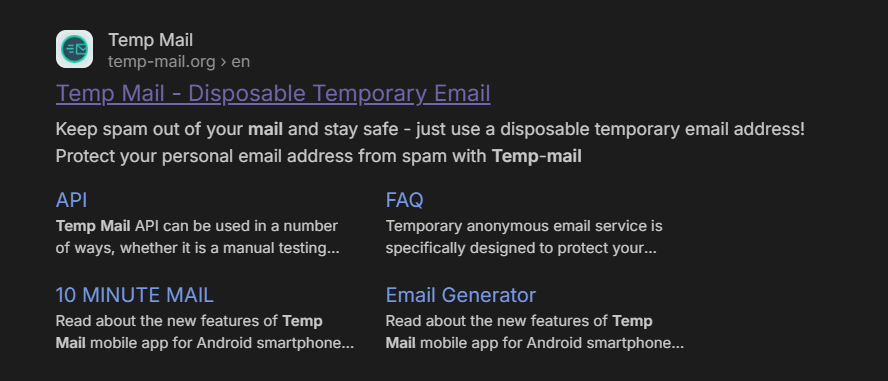 Temp Mail
temp-mail.org › en
Temp Mail - Disposable Temporary Email
Keep spam out of your mail and stay safe - just use a disposable temporary email address!
Protect your personal email address from spam with Temp-mail
API
Temp Mail API can be used in a number
of ways, whether it is a manual testing...
FAQ
Temporary anonymous email service is
specifically designed to protect your...
10 MINUTE MAIL
Read about the new features of Temp
Mail mobile app for Android smartphone...
Email Generator
Read about the new features of Temp
Mail mobile app for Android smartphone...